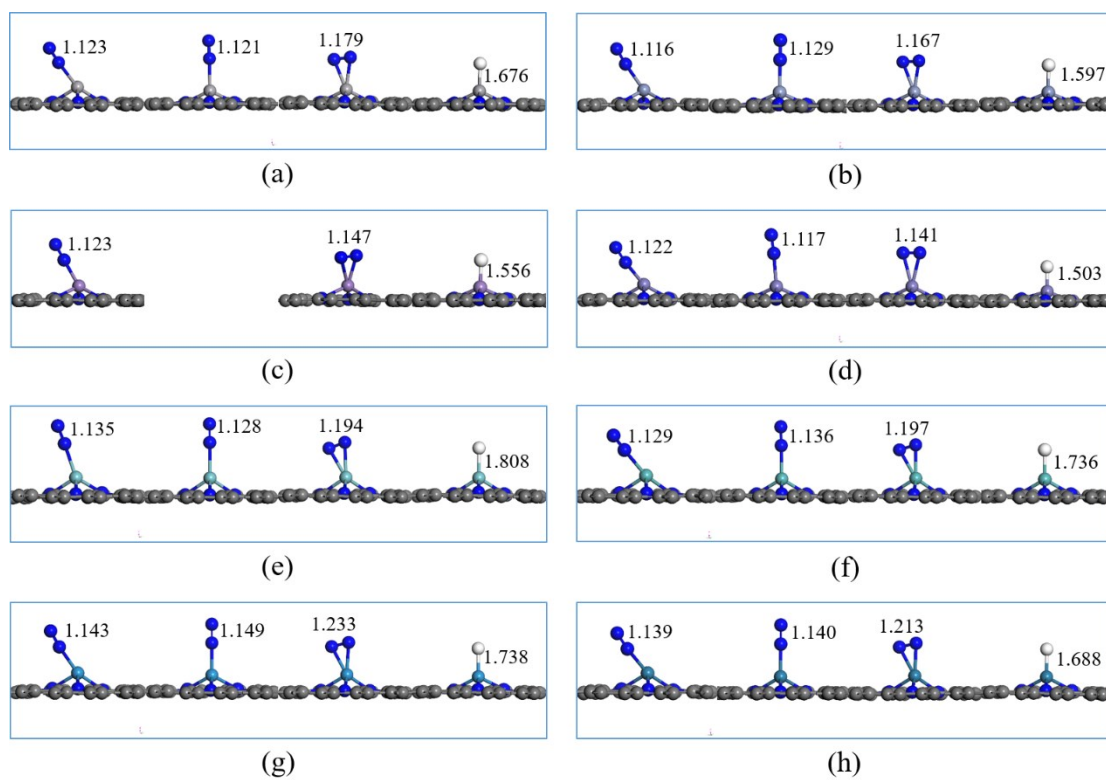 1.123 1.121 1.179 1.676
(a)
1.116 1.129 1.167 1.597
(b)
1.123 1.147 1.556
(c)
1.122 1.117 1.141 1.503
(d)
1.135 1.128 1.194 1.808
(e)
1.129 1.136 1.197 1.736
(f)
1.143 1.149 1.233 1.738
(g)
1.139 1.140 1.213 1.688
(h)